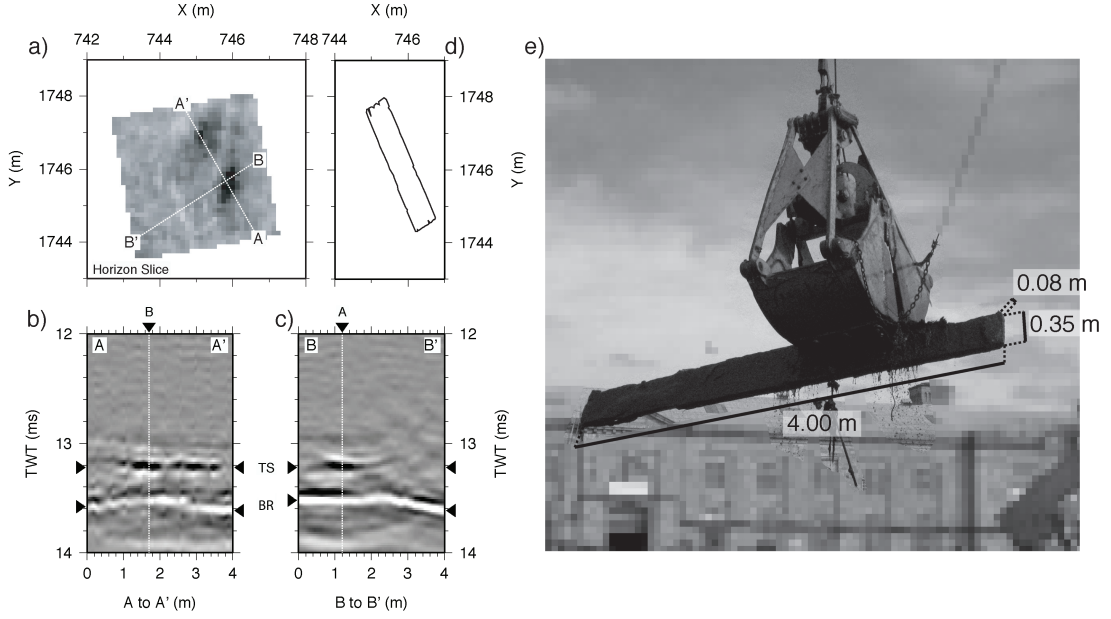 X (m)
X (m)
a) 742 744 746 748 744 746 d) e)
1748
1746
1744
Y (m)
A'
B
B'
A
Horizon Slice
1748
1746
1744
Y (m)
0.08 m
0.35 m
4.00 m
b) B c) A
12
13
14
TWT (ms)
A A'
TS
BR
B B'
12
13
14
TWT (ms)
0 1 2 3 4
0 1 2 3 4
A to A' (m)
B to B' (m)